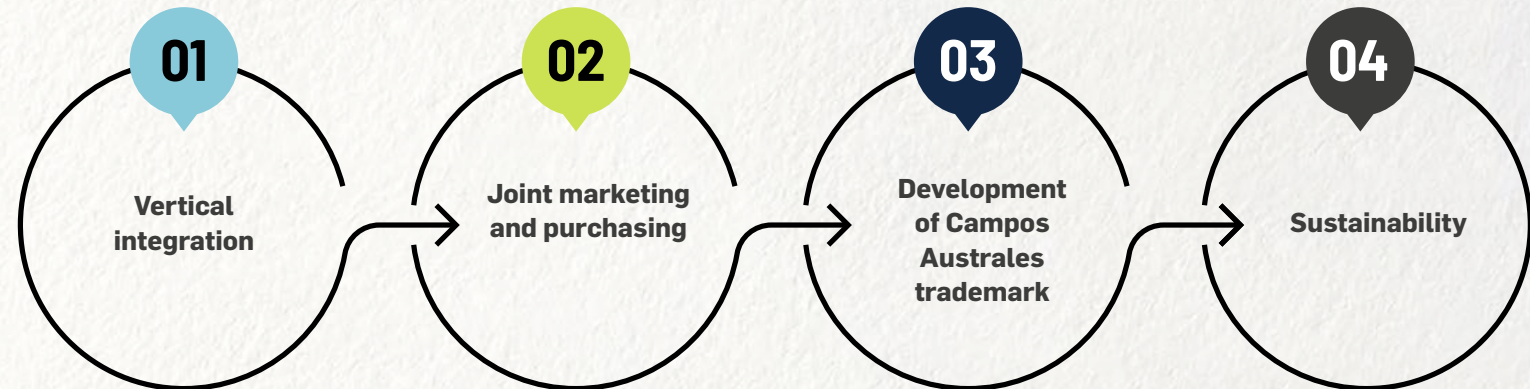 01
Vertical
integration
02
Joint marketing
and purchasing
03
Development
of Campos
Australes
trademark
04
Sustainability